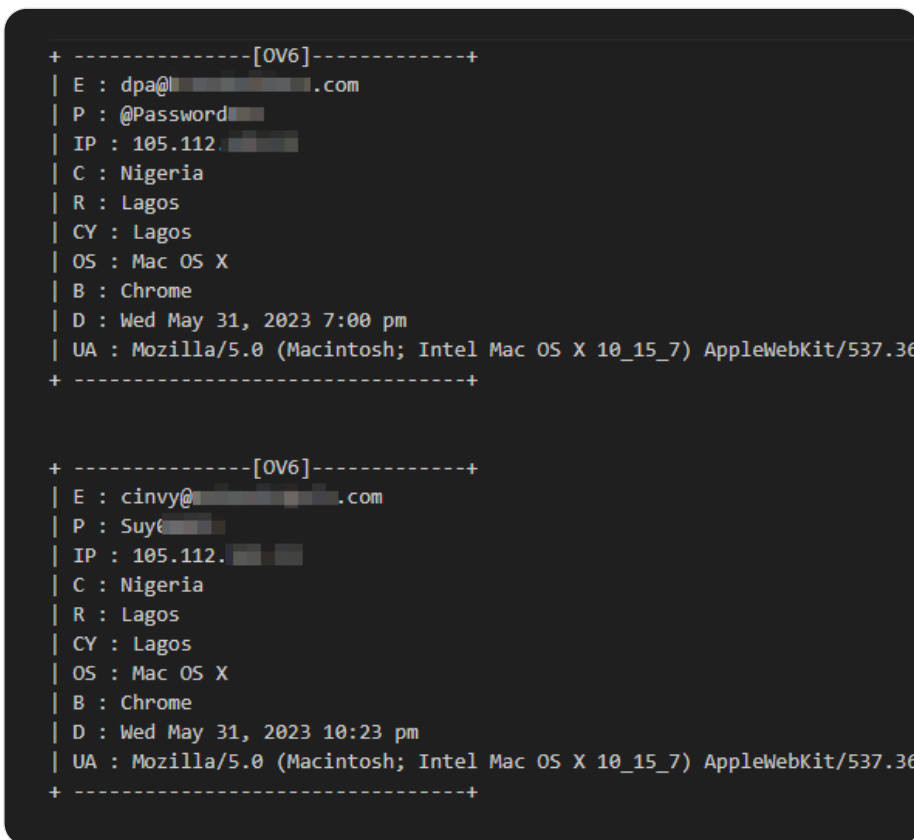 + ---------------[OV6]-------------+
| E : dpa@ .com
| P : @Password
| IP : 105.112.
| C : Nigeria
| R : Lagos
| CY : Lagos
| OS : Mac OS X
| B : Chrome
| D : Wed May 31, 2023 7:00 pm
| UA : Mozilla/5.0 (Macintosh; Intel Mac OS X 10_15_7) AppleWebKit/537.36
+ ---------------------------------+
+ ---------------[OV6]-------------+
| E : cinvy@ .com
| P : Suy
| IP : 105.112.
| C : Nigeria
| R : Lagos
| CY : Lagos
| OS : Mac OS X
| B : Chrome
| D : Wed May 31, 2023 10:23 pm
| UA : Mozilla/5.0 (Macintosh; Intel Mac OS X 10_15_7) AppleWebKit/537.36
+ ---------------------------------+